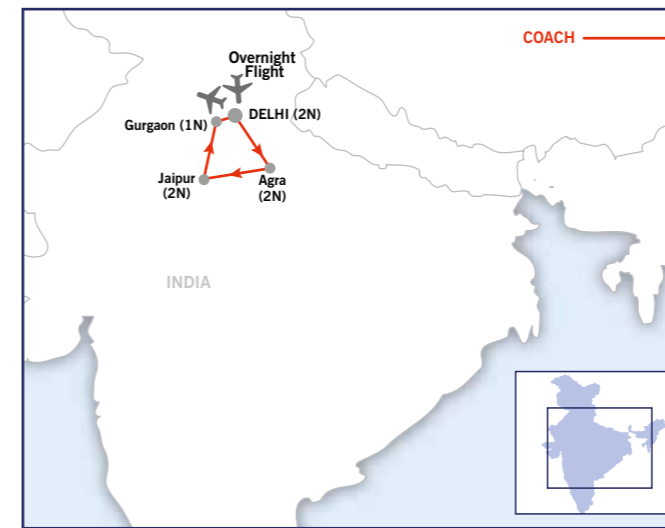 COACH
Overnight
Flight
DELHI (2N)
Gurgaon (1N)
Jaipur
(2N)
Agra
(2N)
INDIA